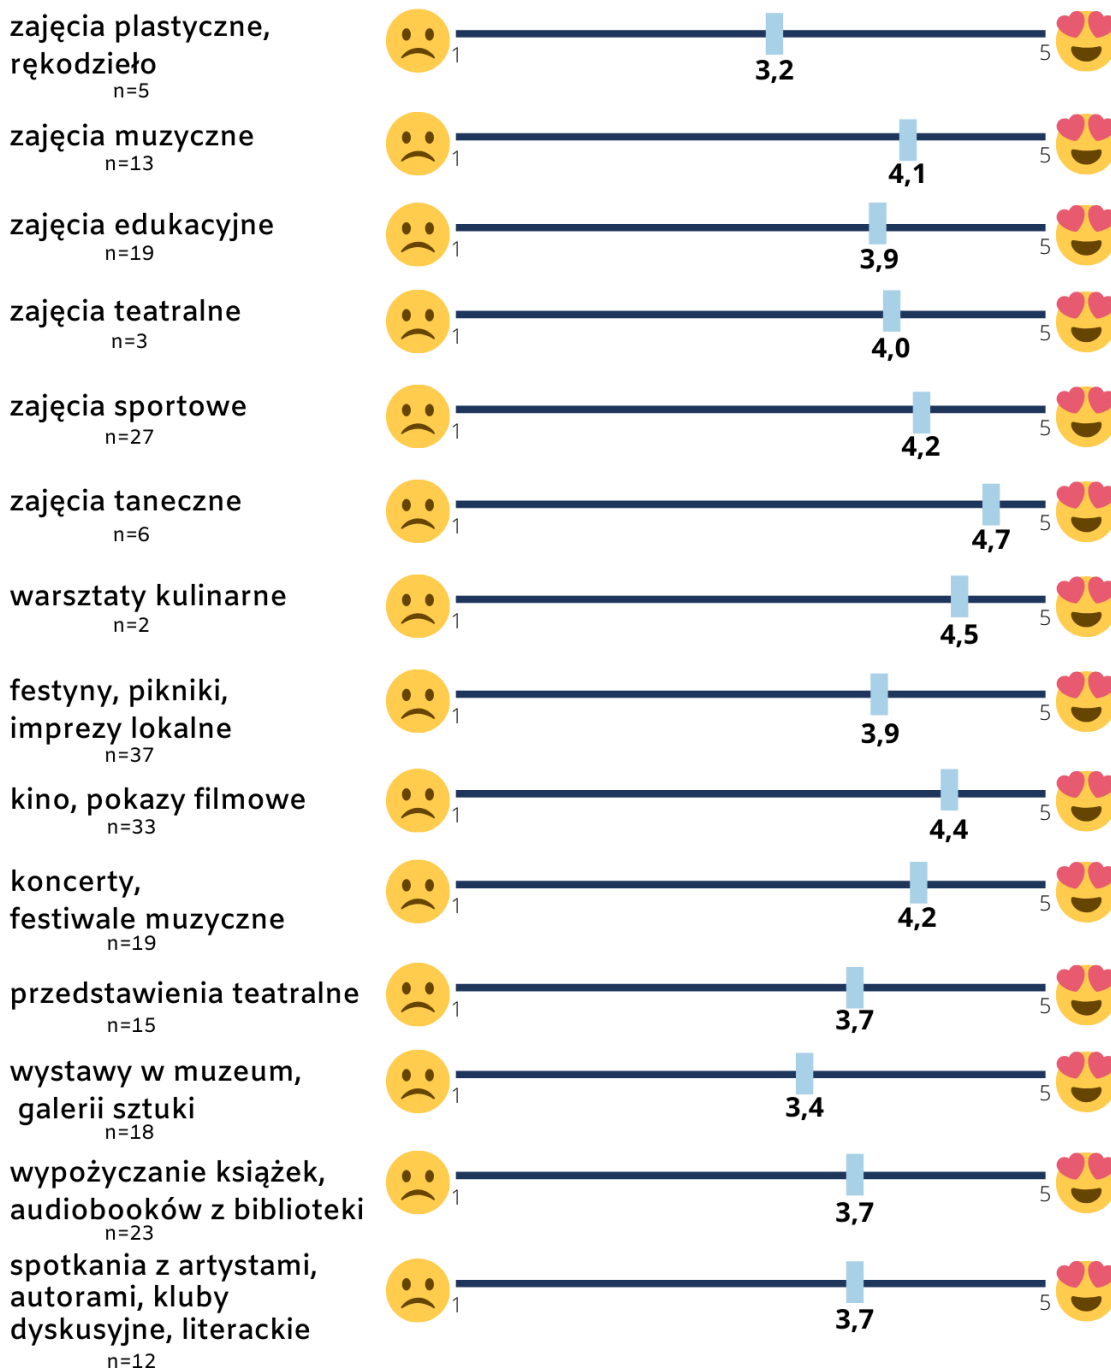 zajęcia plastyczne,
rękodzieło
n=5
1
5
3,2
zajęcia muzyczne
n=13
1
5
4,1
zajęcia edukacyjne
n=19
1
5
3,9
zajęcia teatralne
n=3
1
5
4,0
zajęcia sportowe
n=27
1
5
4,2
zajęcia taneczne
n=6
1
5
4,7
warsztaty kulinarne
n=2
1
5
4,5
festyny, pikniki,
imprezy lokalne
n=37
1
5
3,9
kino, pokazy filmowe
n=33
1
5
4,4
koncerty,
festiwale muzyczne
n=19
1
5
4,2
przedstawienia teatralne
n=15
1
5
3,7
wystawy w muzeum,
galerii sztuki
n=18
1
5
3,4
wypożyczanie książek,
audiobooków z biblioteki
n=23
1
5
3,7
spotkania z artystami,
autorami, kluby
dyskusyjne, literackie
n=12
1
5
3,7